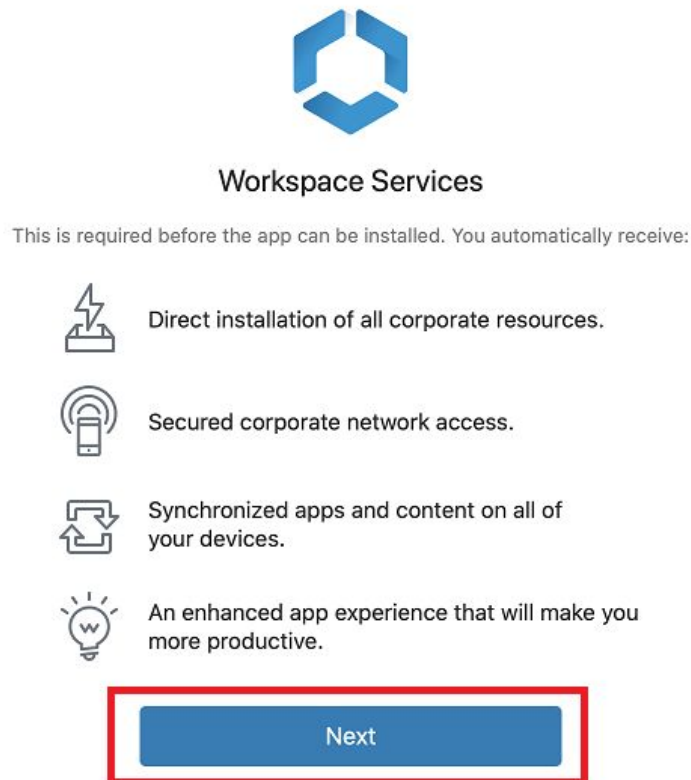 Workspace Services
This is required before the app can be installed. You automatically receive:
Direct installation of all corporate resources.
Secured corporate network access.
Synchronized apps and content on all of
your devices.
w
An enhanced app experience that will make you
more productive.
Next